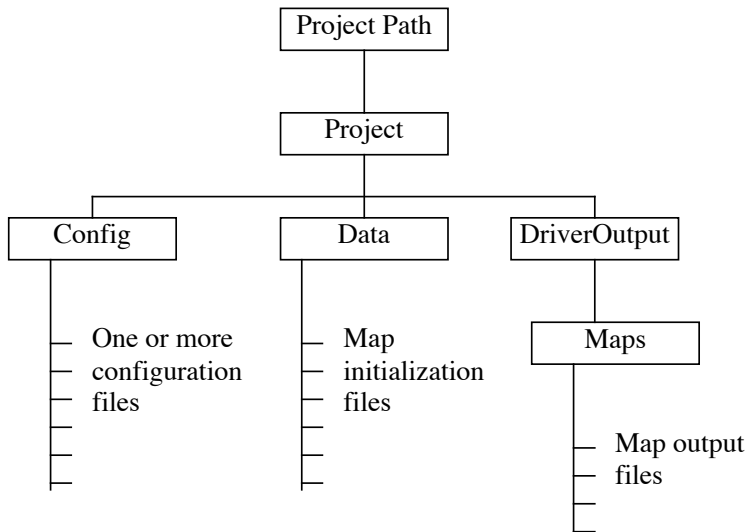 Project Path
Project
Config
Data
DriverOutput
One or more
configuration
files
Map
initialization
files
Maps
Map output
files